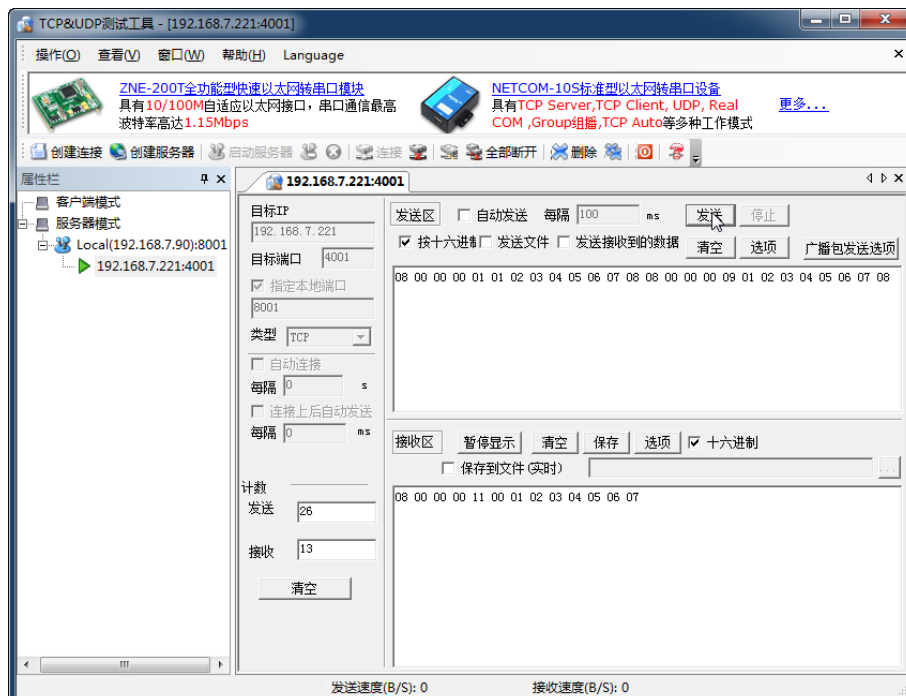 TCP&UDP测试工具 - [192.168.7.221:4001]
操作(O) 查看(V) 窗口(W) 帮助(H) Language
ZNE-200T全功能型快速以太网转串口模块
具有10/100M自适应以太网接口，串口通信最高
波特率高达1.15Mbps
NETCOM-10S标准型以太网转串口设备
具有TCP Server,TCP Client, UDP, Real
COM ,Group组播,TCP Auto等多种工作模式
更多...
创建连接 创建服务器 启动服务器 连接 全部断开 删除
属性栏
客户端模式
服务器模式
Local(192.168.7.90):8001
192.168.7.221:4001
192.168.7.221:4001
目标IP
192.168.7.221
目标端口 4001
指定本地端口
8001
类型 TCP
自动连接
每隔 0 s
连接上后自动发送
每隔 0 ms
计数
发送 26
接收 13
清空
发送区 自动发送 每隔 100 ms 发送 停止
按十六进制 发送文件 发送接收到的数据 清空 选项 广播包发送选项
08 00 00 00 01 01 02 03 04 05 06 07 08 08 00 00 00 09 01 02 03 04 05 06 07 08
接收区 暂停显示 清空 保存 选项 十六进制
保存到文件(实时) ...
08 00 00 00 11 00 01 02 03 04 05 06 07
发送速度(B/S): 0 接收速度(B/S): 0